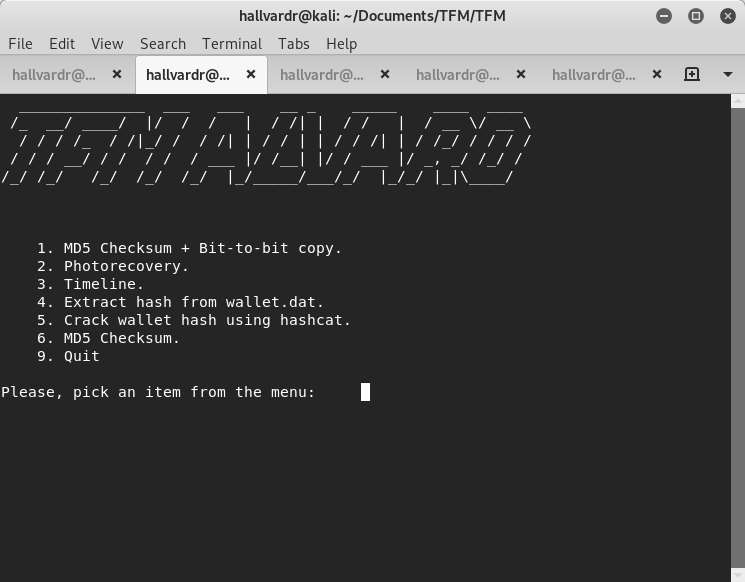 hallvardr@kali: ~/Documents/TFM/TFM
File Edit View Search Terminal Tabs Help
hallvardr@... hallvardr@... hallvardr@... hallvardr@... hallvardr@...
1. MD5 Checksum + Bit-to-bit copy.
2. Photorecovery.
3. Timeline.
4. Extract hash from wallet.dat.
5. Crack wallet hash using hashcat.
6. MD5 Checksum.
9. Quit
Please, pick an item from the menu: